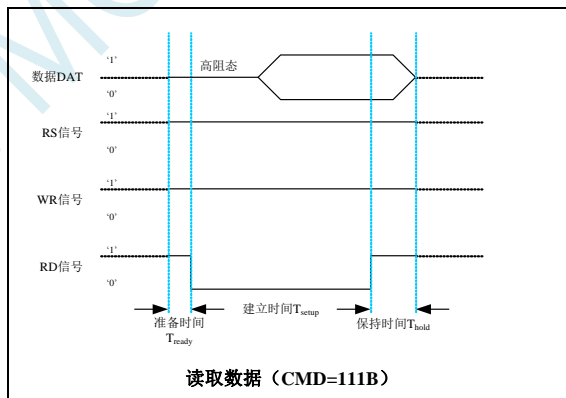 ‘1’
高阻态
数据DAT
‘0’
‘1’
RS信号
‘0’
‘1’
WR信号
‘0’
‘1’
RD信号
‘0’
建立时间Tsetup
准备时间
Tready
保持时间Thold
读取数据（CMD=111B）